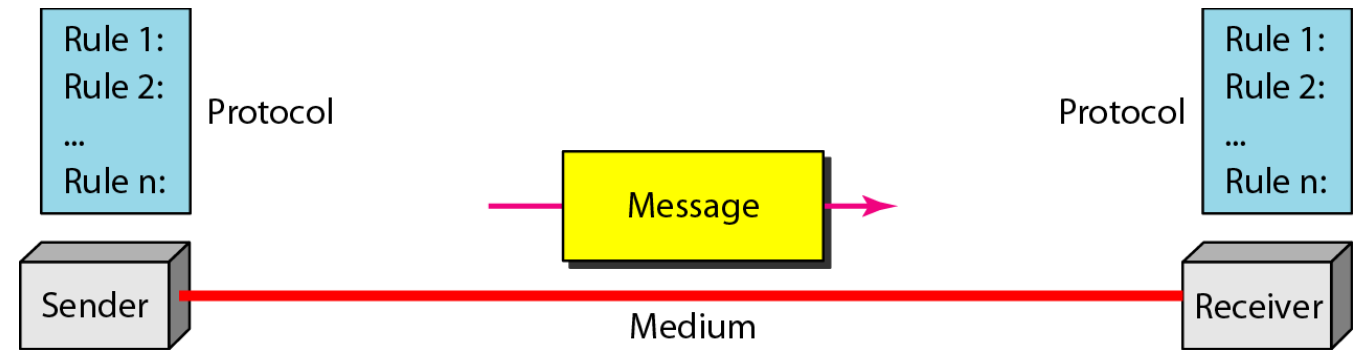 Rule 1:
Rule 2:
...
Rule n:
Protocol
Message
Protocol
Rule 1:
Rule 2:
...
Rule n:
Sender
Medium
Receiver